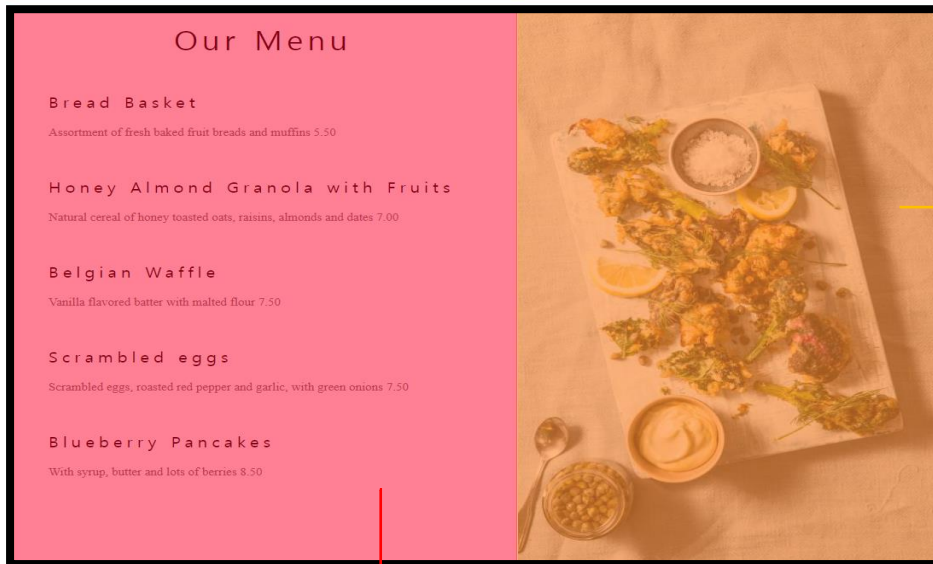 Our Menu
Bread Basket
Assortment of fresh baked fruit breads and muffins 5.50
Honey Almond Granola with Fruits
Natural cereal of honey toasted oats, raisins, almonds and dates 7.00
Belgian Waffle
Vanilla flavored batter with malted flour 7.50
Scrambled eggs
Scrambled eggs, roasted red pepper and garlic, with green onions 7.50
Blueberry Pancakes
With syrup, butter and lots of berries 8.50